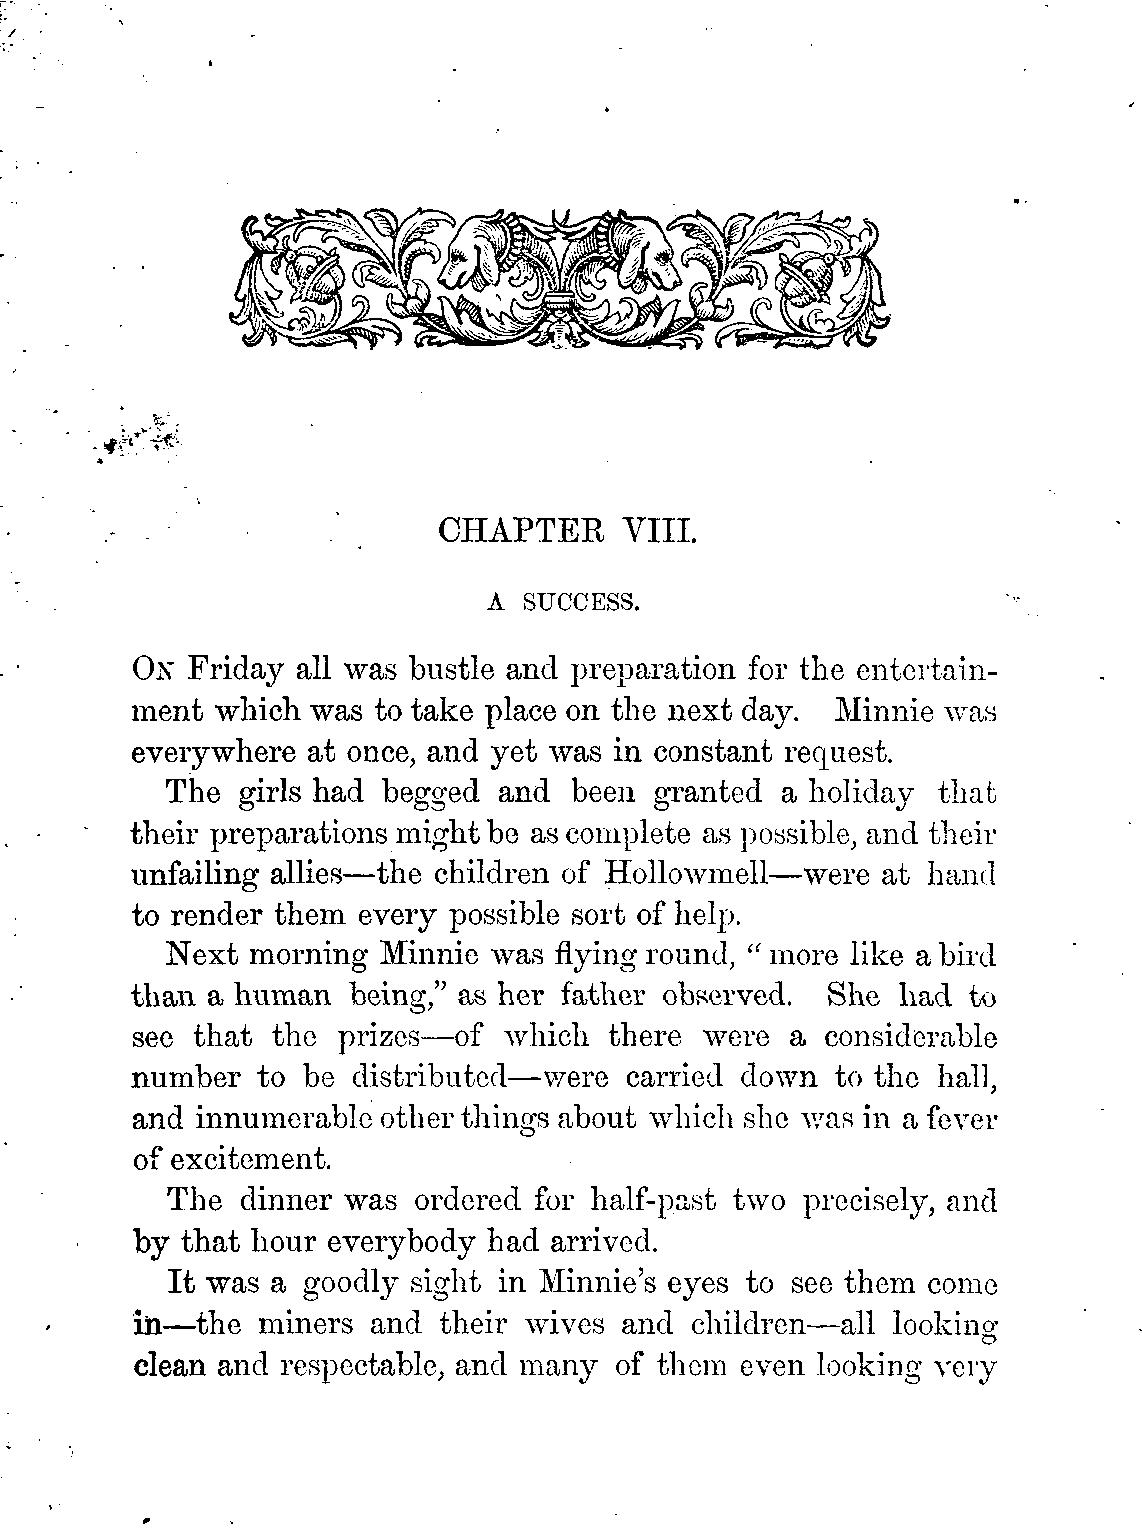 CHAPTER VIII.
A SUCCESS.
ON Friday all was bustle and preparation for the entertain-
ment which was to take place on the next day. Minnie was
everywhere at once, and yet was in constant request.
The girls had begged and been granted a holiday that
their preparations might be as complete as possible, and their
unfailing allies—the children of Hollowmell—were at hand
to render them every possible sort of help.
Next morning Minnie was flying round, “ more like a bird
than a human being,” as her father observed. She had to
see that the prizes—of which there were a considerable
number to be distributed—were carried down to the hall,
and innumerable other things about which she was in a fever
of excitement.
The dinner was ordered for half-past two precisely, and
by that hour everybody had arrived.
It was a goodly sight in Minnie’s eyes to see them come
in—the miners and their wives and children—all looking
clean and respectable, and many of them even looking very